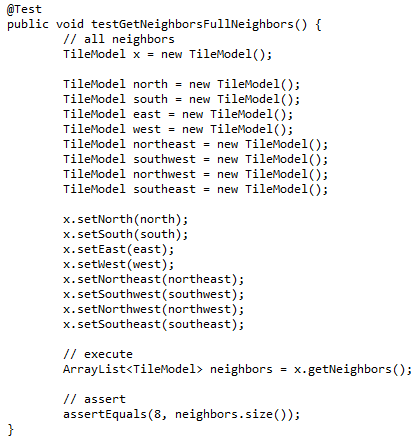 @Test
public void testGetNeighborsFullNeighbors() {
        // all neighbors
        TileModel x = new TileModel();

        TileModel north = new TileModel();
        TileModel south = new TileModel();
        TileModel east = new TileModel();
        TileModel west = new TileModel();
        TileModel northeast = new TileModel();
        TileModel southwest = new TileModel();
        TileModel northwest = new TileModel();
        TileModel southeast = new TileModel();

        x.setNorth(north);
        x.setSouth(south);
        x.setEast(east);
        x.setWest(west);
        x.setNortheast(northeast);
        x.setSouthwest(southwest);
        x.setNorthwest(northwest);
        x.setSoutheast(southeast);

        // execute
        ArrayList<TileModel> neighbors = x.getNeighbors();

        // assert
        assertEquals(8, neighbors.size());
}